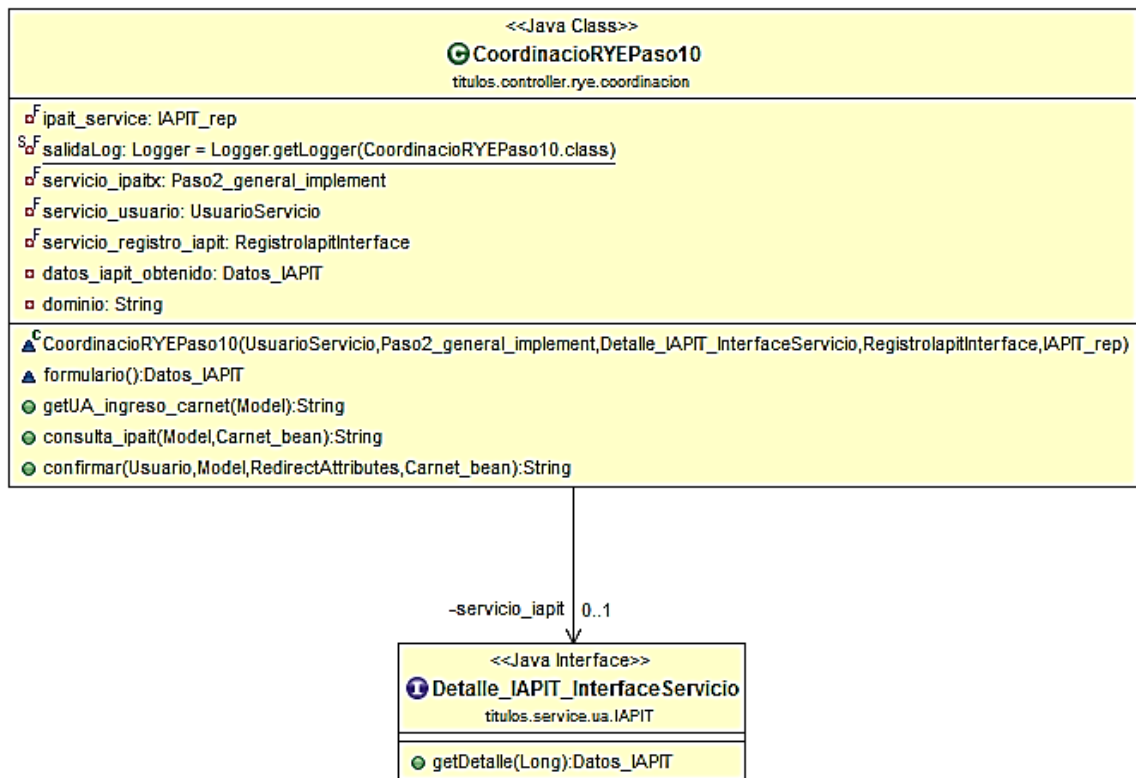 <<Java Class>>
CoordinacioRYEPaso10
titulos.controller.rye.coordinacion
ipait_service: IAPIT_rep
salidaLog: Logger = Logger.getLogger(CoordinacioRYEPaso10.class)
servicio_ipaitx: Paso2_general_implement
servicio_usuario: UsuarioServicio
servicio_registro_iapit: RegistroIapitInterface
datos_iapit_obtenido: Datos_IAPIT
dominio: String
CoordinacioRYEPaso10(UsuarioServicio,Paso2_general_implement,Detalle_IAPIT_InterfaceServicio,RegistroIapitInterface,IAPIT_rep)
formulario():Datos_IAPIT
getUA_ingreso_carnet(Model):String
consulta_ipait(Model,Carnet_bean):String
confirmar(Usuario,Model,RedirectAttributes,Carnet_bean):String
-servicio_iapit 0..1
<<Java Interface>>
Detalle_IAPIT_InterfaceServicio
titulos.service.ua.IAPIT
getDetalle(Long):Datos_IAPIT